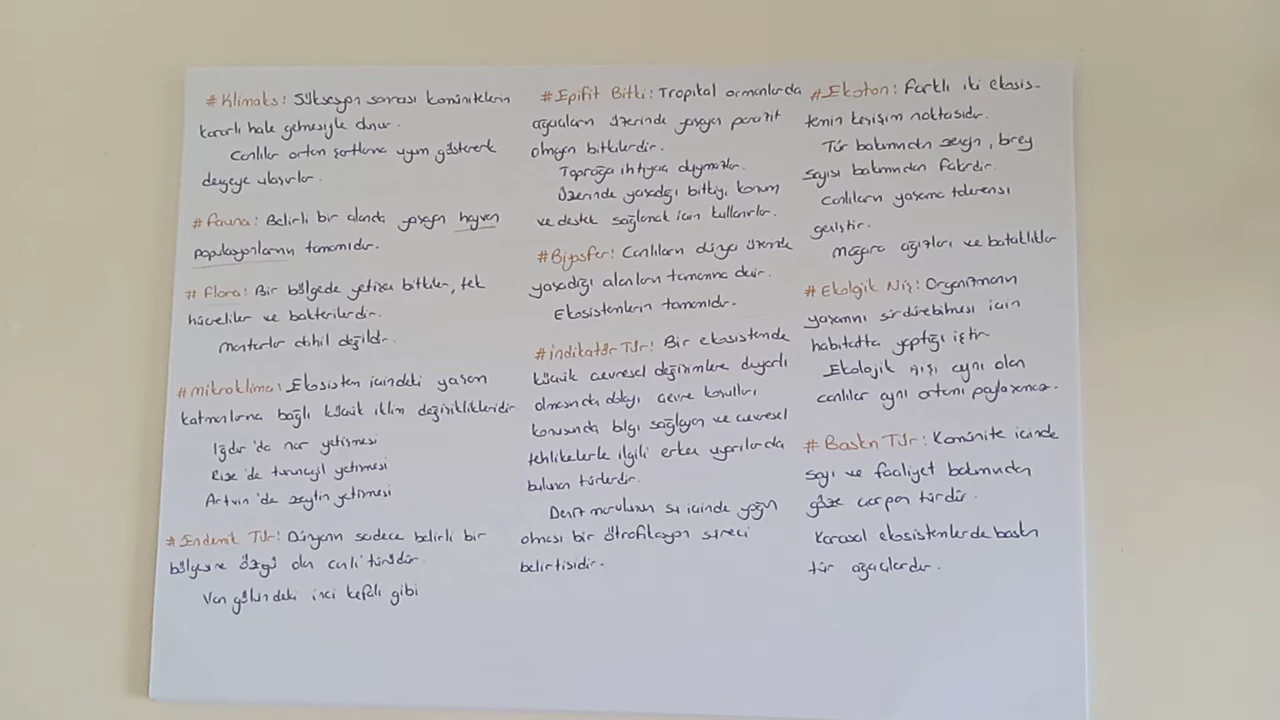 #Klimaks: Süksesyon sonrası komünitelerin
kararlı hale gelmesiyle oluşur.
Canlılar ortam şartlarına uyum göstererek
dengeye ulaşırlar.
#Fauna: Belirli bir alanda yaşayan hayvan
populasyonlarının tamamıdır.
# Flora: Bir bölgede yetişen bitkiler, tek
hücreliler ve bakterilerdir.
Mantarlar dahil değildir.
#mikroklima: Ekosistem içindeki yaşam
katmanlarına bağlı küçük iklim değişiklikleridir
Iğdır'da nar yetişmesi
Rize'de turunçgil yetişmesi
Artvin'de zeytin yetişmesi
#Endemik Tür: Dünyanın sadece belirli bir
bölgesine özgü olan canlı türüdür.
Van gölündeki inci kefali gibi
#Epifit Bitki: Tropikal ormanlarda
ağaçların üzerinde yaşayan parazit
olmayan bitkilerdir.
Toprağa ihtiyaç duymazlar.
Üzerinde yaşadığı bitkiyi konum
ve destek sağlamak için kullanırlar.
#Biyosfer: Canlıların dünya üzerinde
yaşadığı alanların tamamına denir.
Ekosistemlerin tamamıdır.
#indikatör Tür: Bir ekosistemde
küçük çevresel değişimlere duyarlı
olmasından dolayı çevre koşulları
konusunda bilgi sağlayan ve çevresel
tehlikelerle ilgili erken uyarılarda
bulunan türlerdir.
Deniz marulunun su içinde yoğun
olması bir ötrofikasyon süreci
belirtisidir.
#Ekoton: Farklı iki ekosis-
temin kesişim noktasıdır.
Tür bakımından zengin, birey
sayısı bakımından fakirdir.
Canlıların yaşama toleransı
geniştir.
Mağara ağızları ve bataklıklar
# Ekolojik Niş: Organizmanın
yaşamını sürdürebilmesi için
habitatta yaptığı iştir.
Ekolojik nişi aynı olan
canlılar aynı ortamı paylaşamaz.
# Baskın Tür: Komünite içinde
sayı ve faaliyet bakımından
göze çarpan türdür.
Karasal ekosistemlerde baskın
tür ağaçlardır.